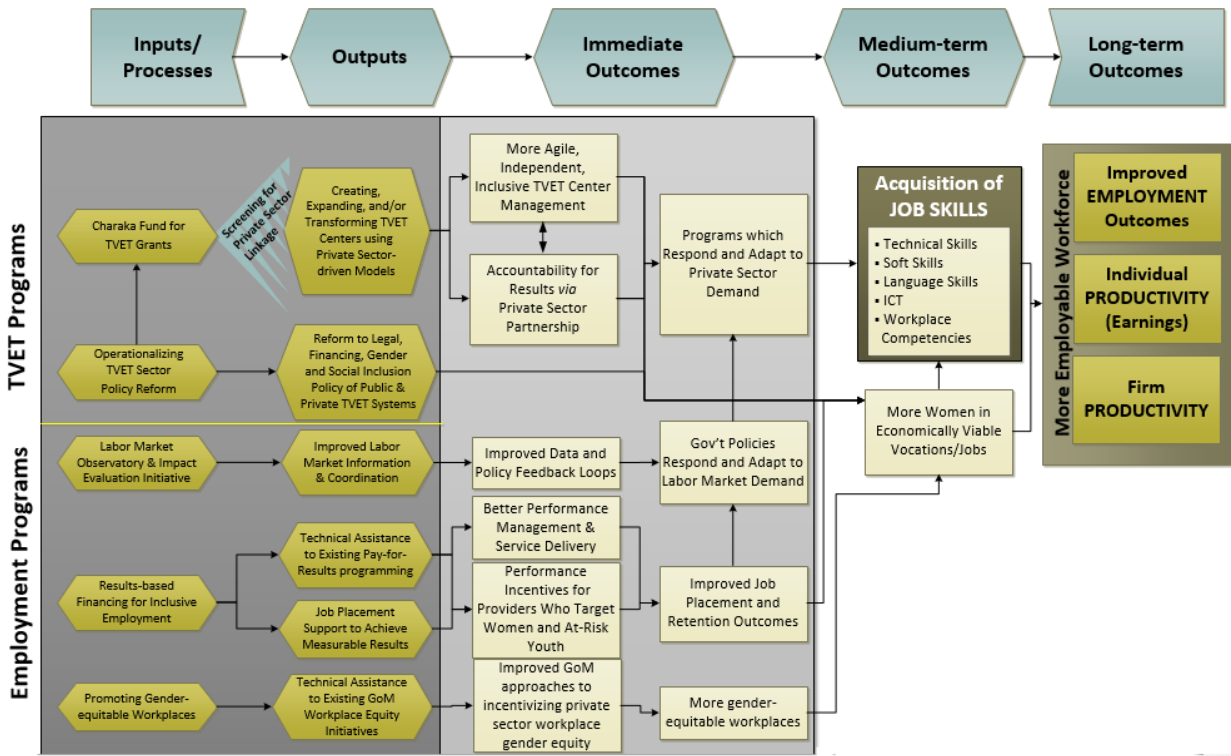 Inputs/
Processes
Outputs
Immediate
Outcomes
Medium-term
Outcomes
Long-term
Outcomes
TVET Programs
Charaka Fund for
TVET Grants
Screening for
Private Sector
Linkage
Creating,
Expanding, and/or
Transforming TVET
Centers using
Private Sector-
driven Models
More Agile,
Independent,
Inclusive TVET Center
Management
Accountability for
Results via
Private Sector
Partnership
Programs which
Respond and Adapt to
Private Sector
Demand
Operationalizing
TVET Sector
Policy Reform
Reform to Legal,
Financing, Gender
and Social Inclusion
Policy of Public &
Private TVET Systems
Acquisition of
JOB SKILLS
▪ Technical Skills
▪ Soft Skills
▪ Language Skills
▪ ICT
▪ Workplace
Competencies
More Women in
Economically Viable
Vocations/Jobs
More Employable Workforce
Improved
EMPLOYMENT
Outcomes
Individual
PRODUCTIVITY
(Earnings)
Firm
PRODUCTIVITY
Employment Programs
Labor Market
Observatory & Impact
Evaluation Initiative
Improved Labor
Market Information
& Coordination
Improved Data and
Policy Feedback Loops
Gov't Policies
Respond and Adapt to
Labor Market Demand
Results-based
Financing for Inclusive
Employment
Technical Assistance
to Existing Pay-for-
Results programming
Job Placement
Support to Achieve
Measurable Results
Better Performance
Management &
Service Delivery
Performance
Incentives for
Providers Who Target
Women and At-Risk
Youth
Improved Job
Placement and
Retention Outcomes
Promoting Gender-
equitable Workplaces
Technical Assistance
to Existing GoM
Workplace Equity
Initiatives
Improved GoM
approaches to
incentivizing private
sector workplace
gender equity
More gender-
equitable workplaces